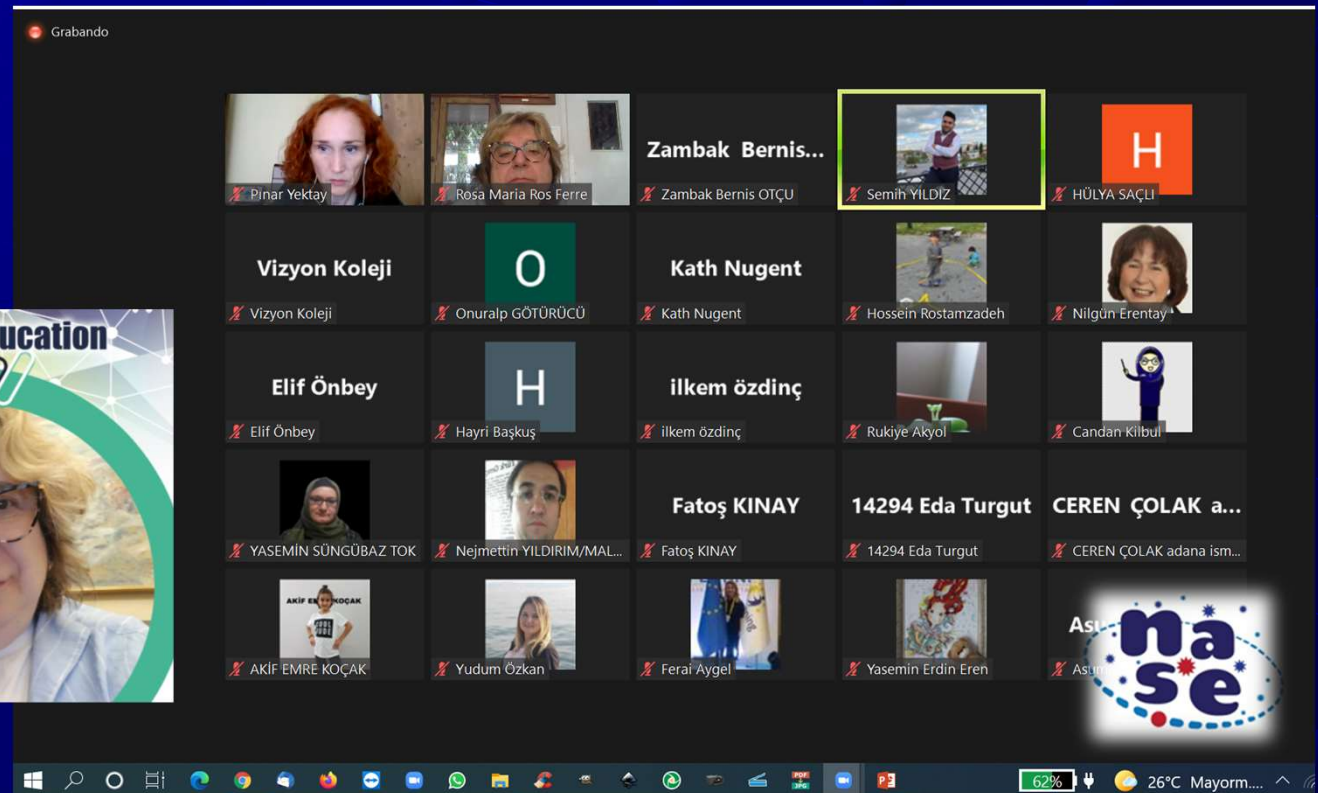 Grabando
Pinar Yektay
Rosa Maria Ros Ferre
Zambak Bernis...
Zambak Bernis OTÇU
Semih YILDIZ
H
HÜLYA SAÇLI
Vizyon Koleji
Vizyon Koleji
O
Onuralp GÖTÜRÜCÜ
Kath Nugent
Kath Nugent
Hossein Rostamzadeh
Nilgün Erentay
ucation
Elif Önbey
Elif Önbey
H
Hayri Başkuş
ilkem özdinç
ilkem özdinç
Rukiye Akyol
Candan Kilbul
YASEMİN SÜNGÜBAZ TOK
Nejmettin YILDIRIM/MAL...
Fatoş KINAY
Fatoş KINAY
14294 Eda Turgut
14294 Eda Turgut
CEREN ÇOLAK a...
CEREN ÇOLAK adana ism...
AKİF EMRE KOÇAK
Yudum Özkan
Ferai Aygel
Yasemin Erdin Eren
nase
PDF
JPG
62%
26°C Mayorm....